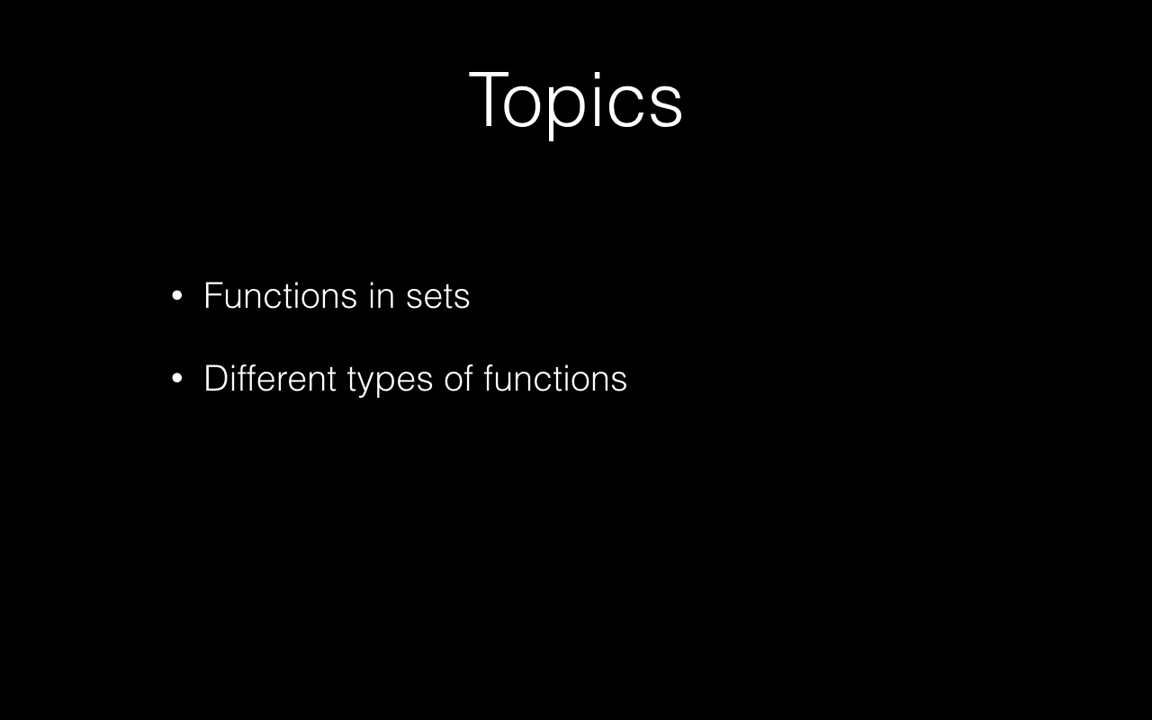 Topics
• Functions in sets
• Different types of functions